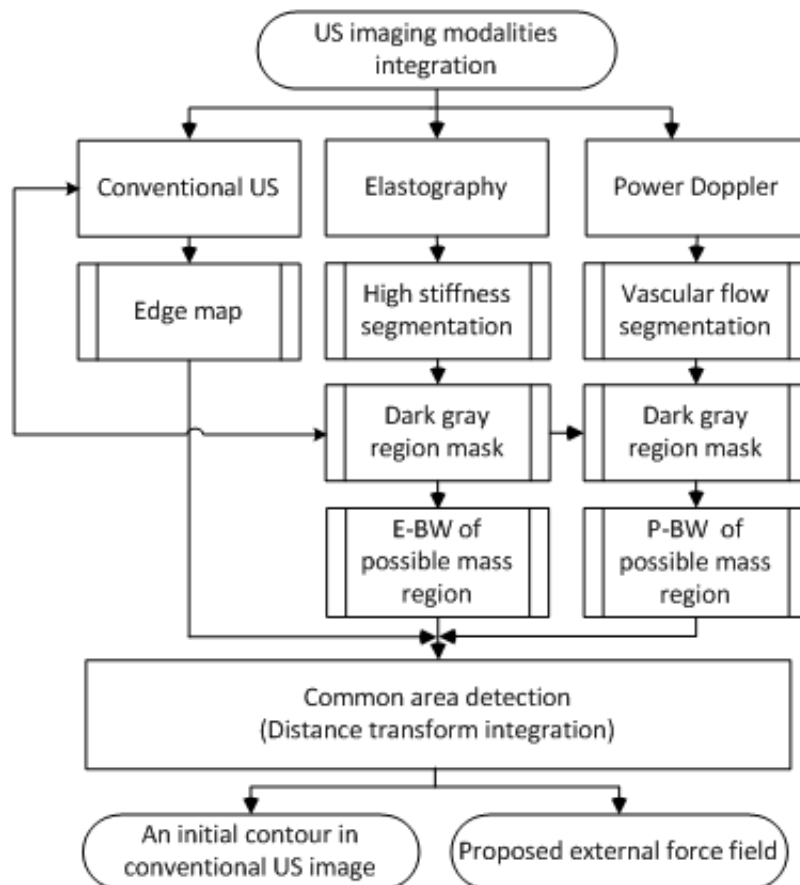 US imaging modalities
integration
Conventional US
Elastography
Power Doppler
Edge map
High stiffness
segmentation
Vascular flow
segmentation
Dark gray
region mask
Dark gray
region mask
E-BW of
possible mass
region
P-BW of
possible mass
region
Common area detection
(Distance transform integration)
An initial contour in
conventional US image
Proposed external force field